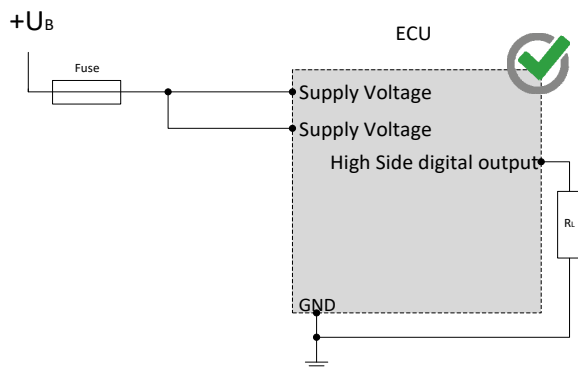 +UB
ECU
Fuse
Supply Voltage
Supply Voltage
High Side digital output
RL
GND